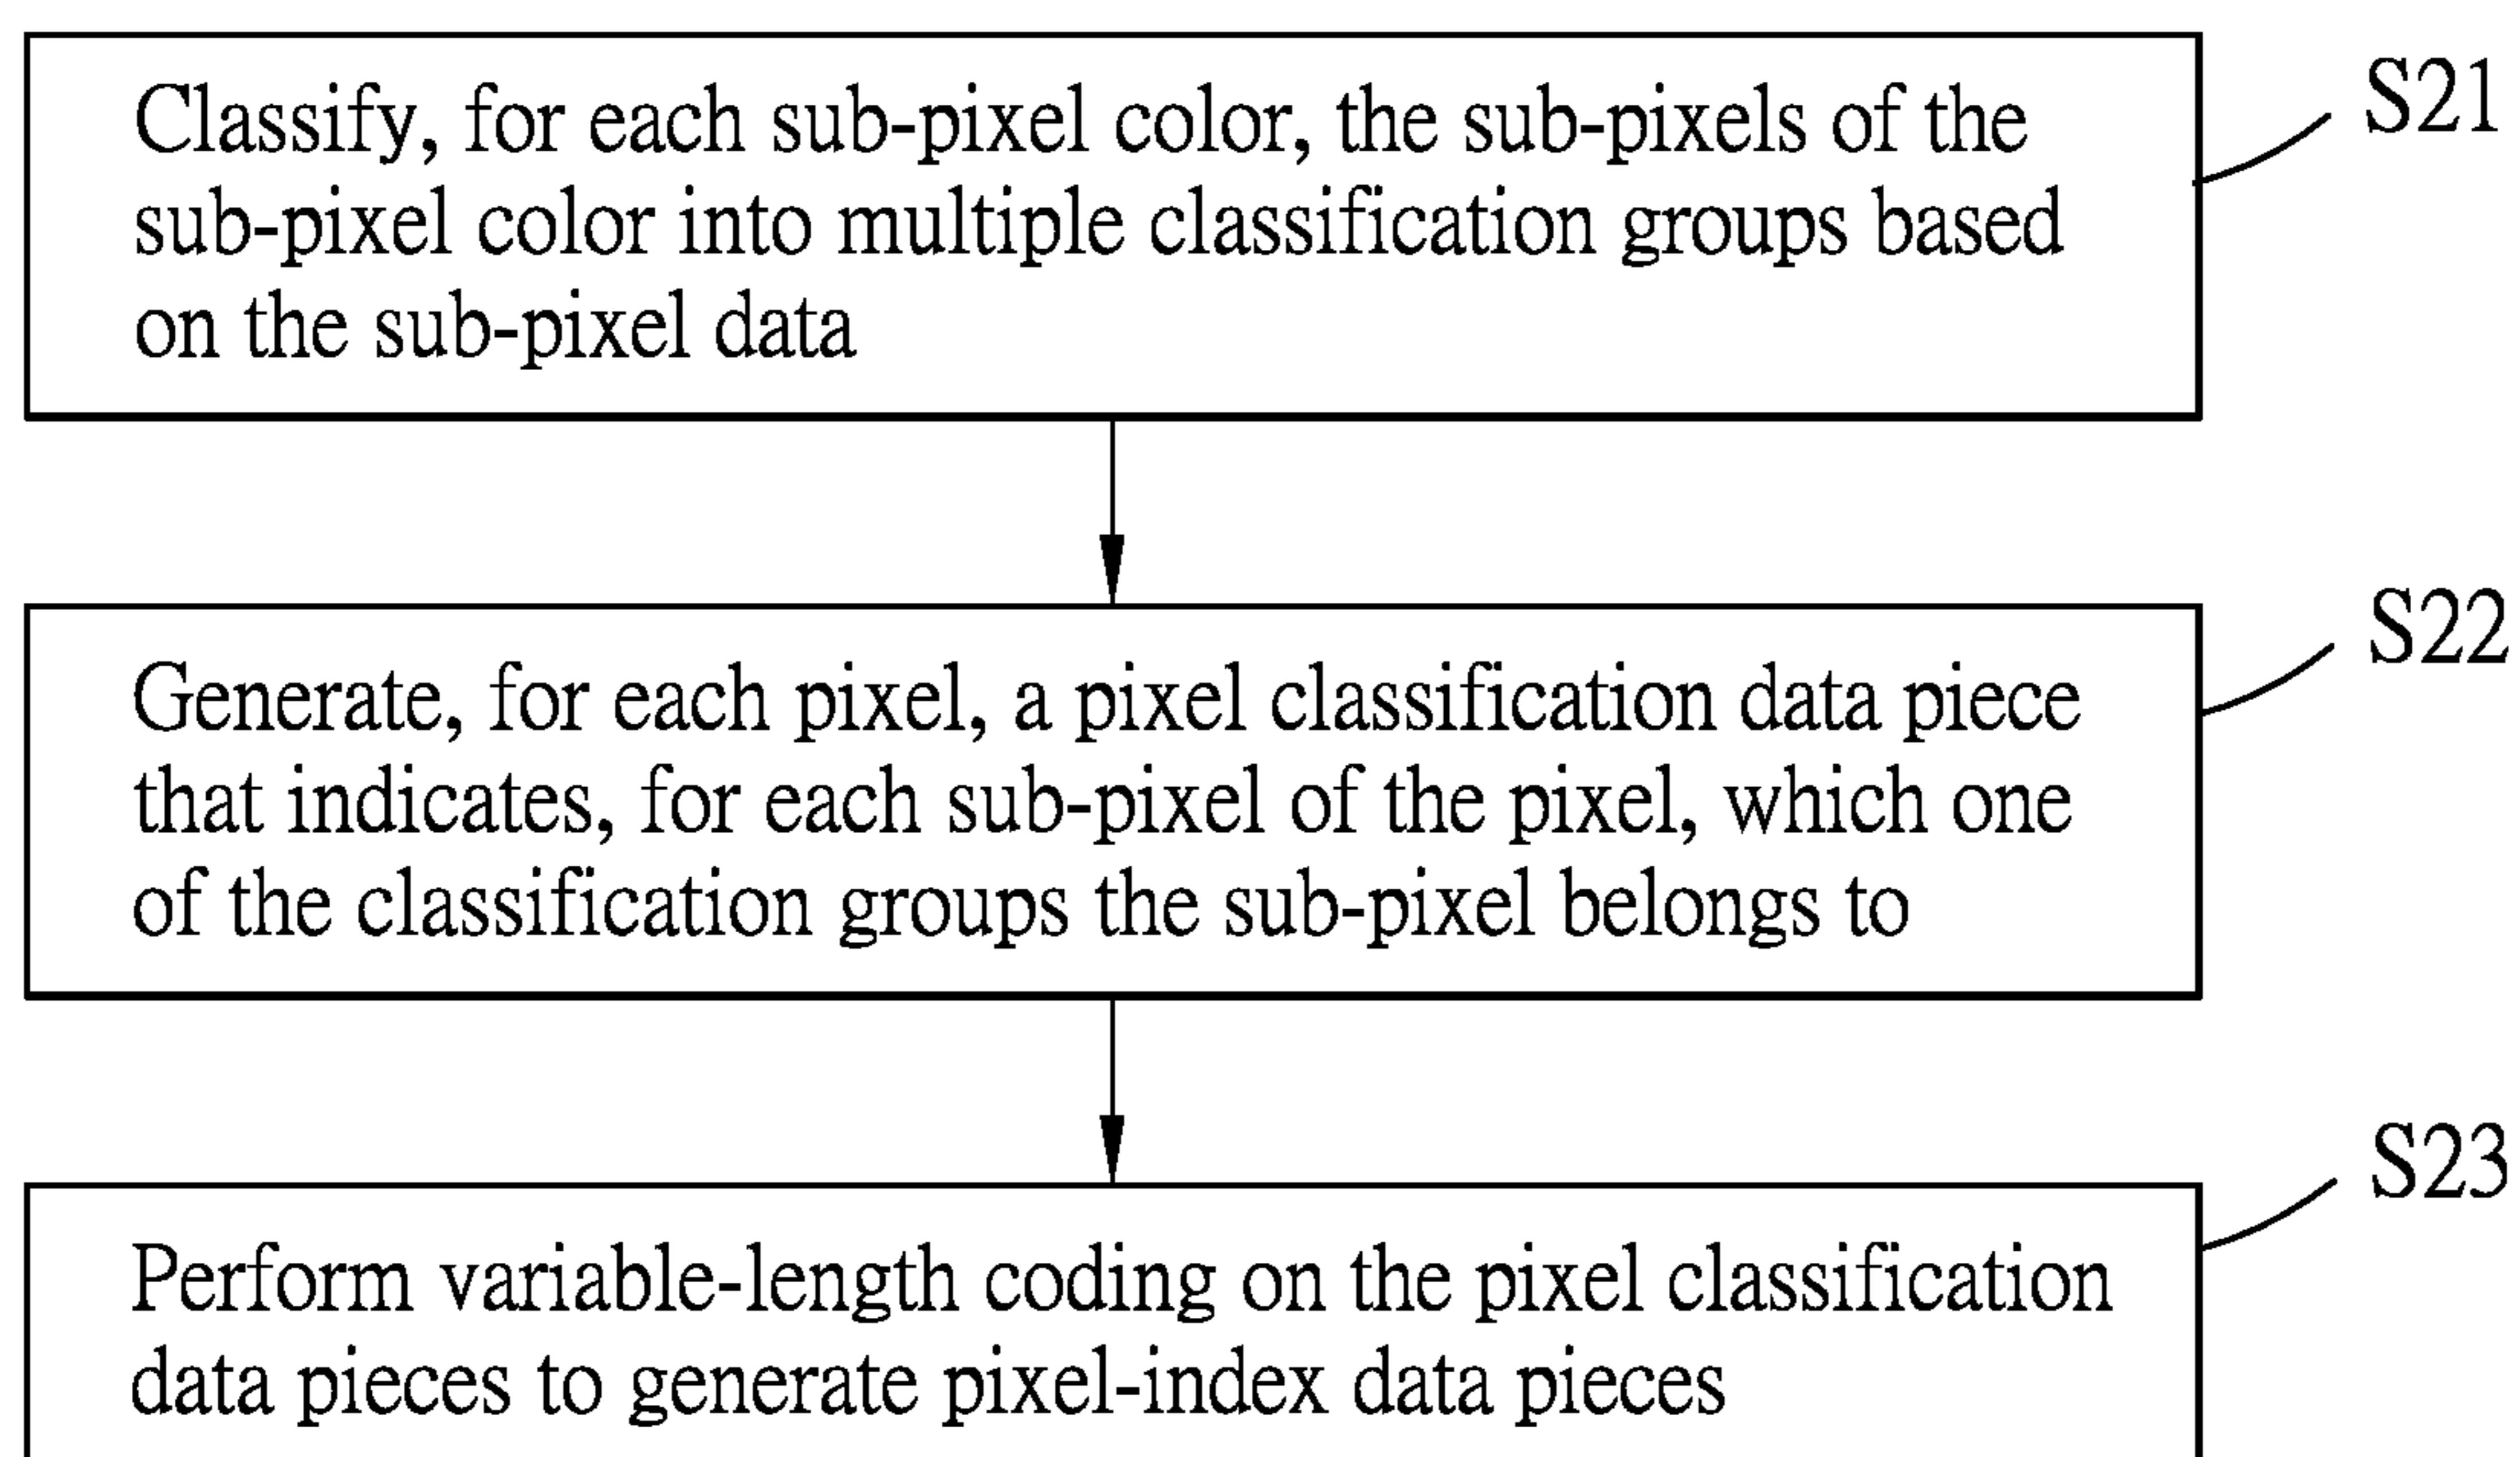 Classify, for each sub-pixel color, the sub-pixels of the
sub-pixel color into multiple classification groups based
on the sub-pixel data
S21
Generate, for each pixel, a pixel classification data piece
that indicates, for each sub-pixel of the pixel, which one
of the classification groups the sub-pixel belongs to
S22
Perform variable-length coding on the pixel classification
data pieces to generate pixel-index data pieces
S23